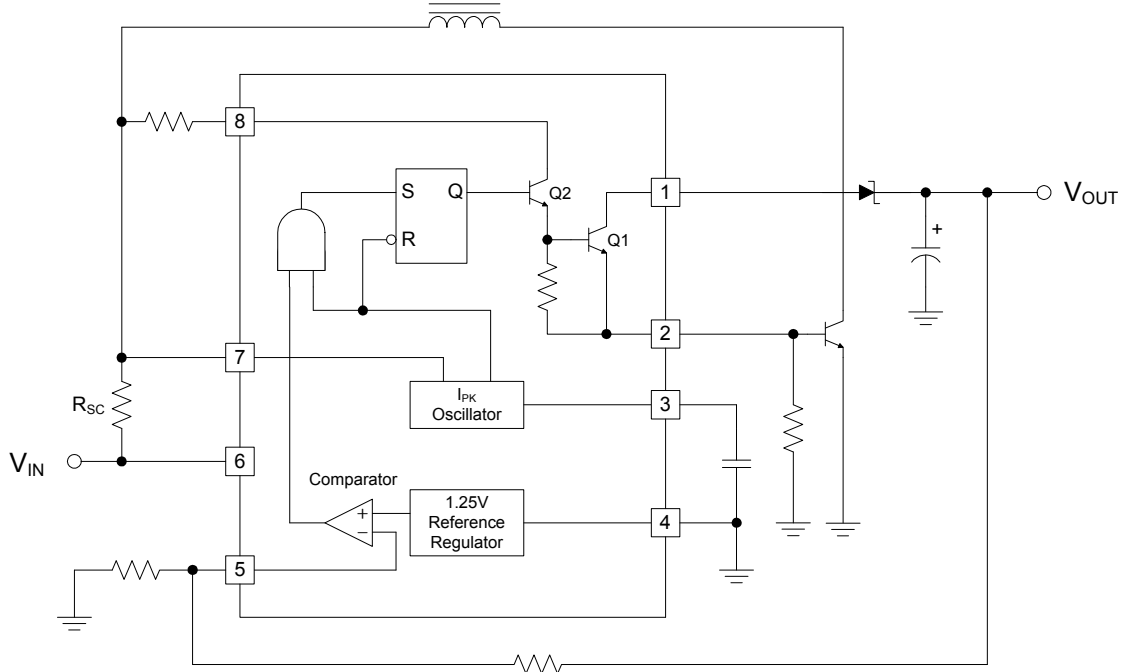 8
S Q
R
Q2
Q1
1
V_OUT
+
2
7
R_SC
I_PK
Oscillator
3
V_IN
6
Comparator
+
−
1.25V
Reference
Regulator
4
5